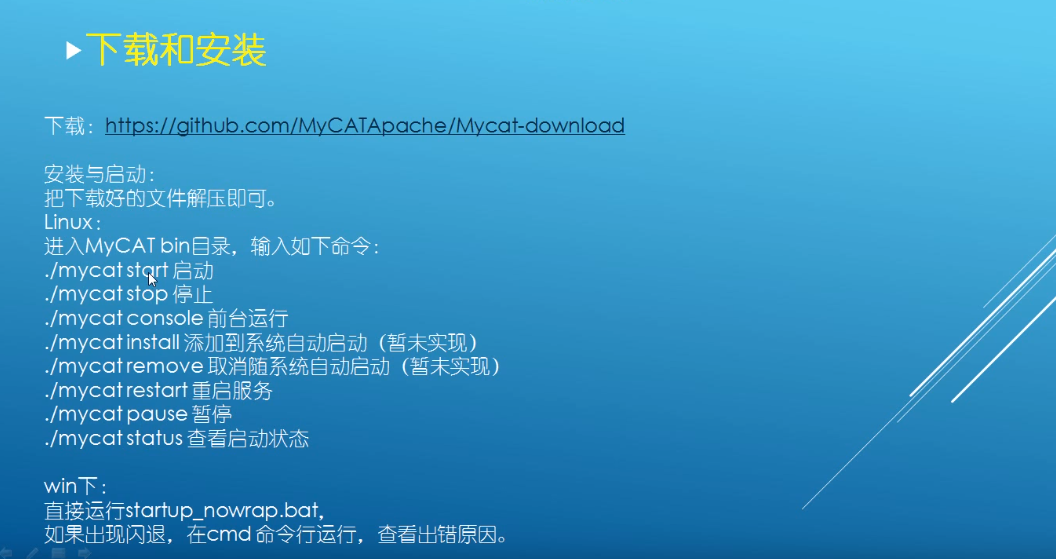 下载和安装
下载：https://github.com/MyCATApache/Mycat-download
安装与启动：
把下载好的文件解压即可。
Linux：
进入MyCAT bin目录，输入如下命令：
./mycat start 启动
./mycat stop 停止
./mycat console 前台运行
./mycat install 添加到系统自动启动（暂未实现）
./mycat remove 取消随系统自动启动（暂未实现）
./mycat restart 重启服务
./mycat pause 暂停
./mycat status 查看启动状态
win下：
直接运行startup_nowrap.bat，
如果出现闪退，在cmd 命令行运行，查看出错原因。